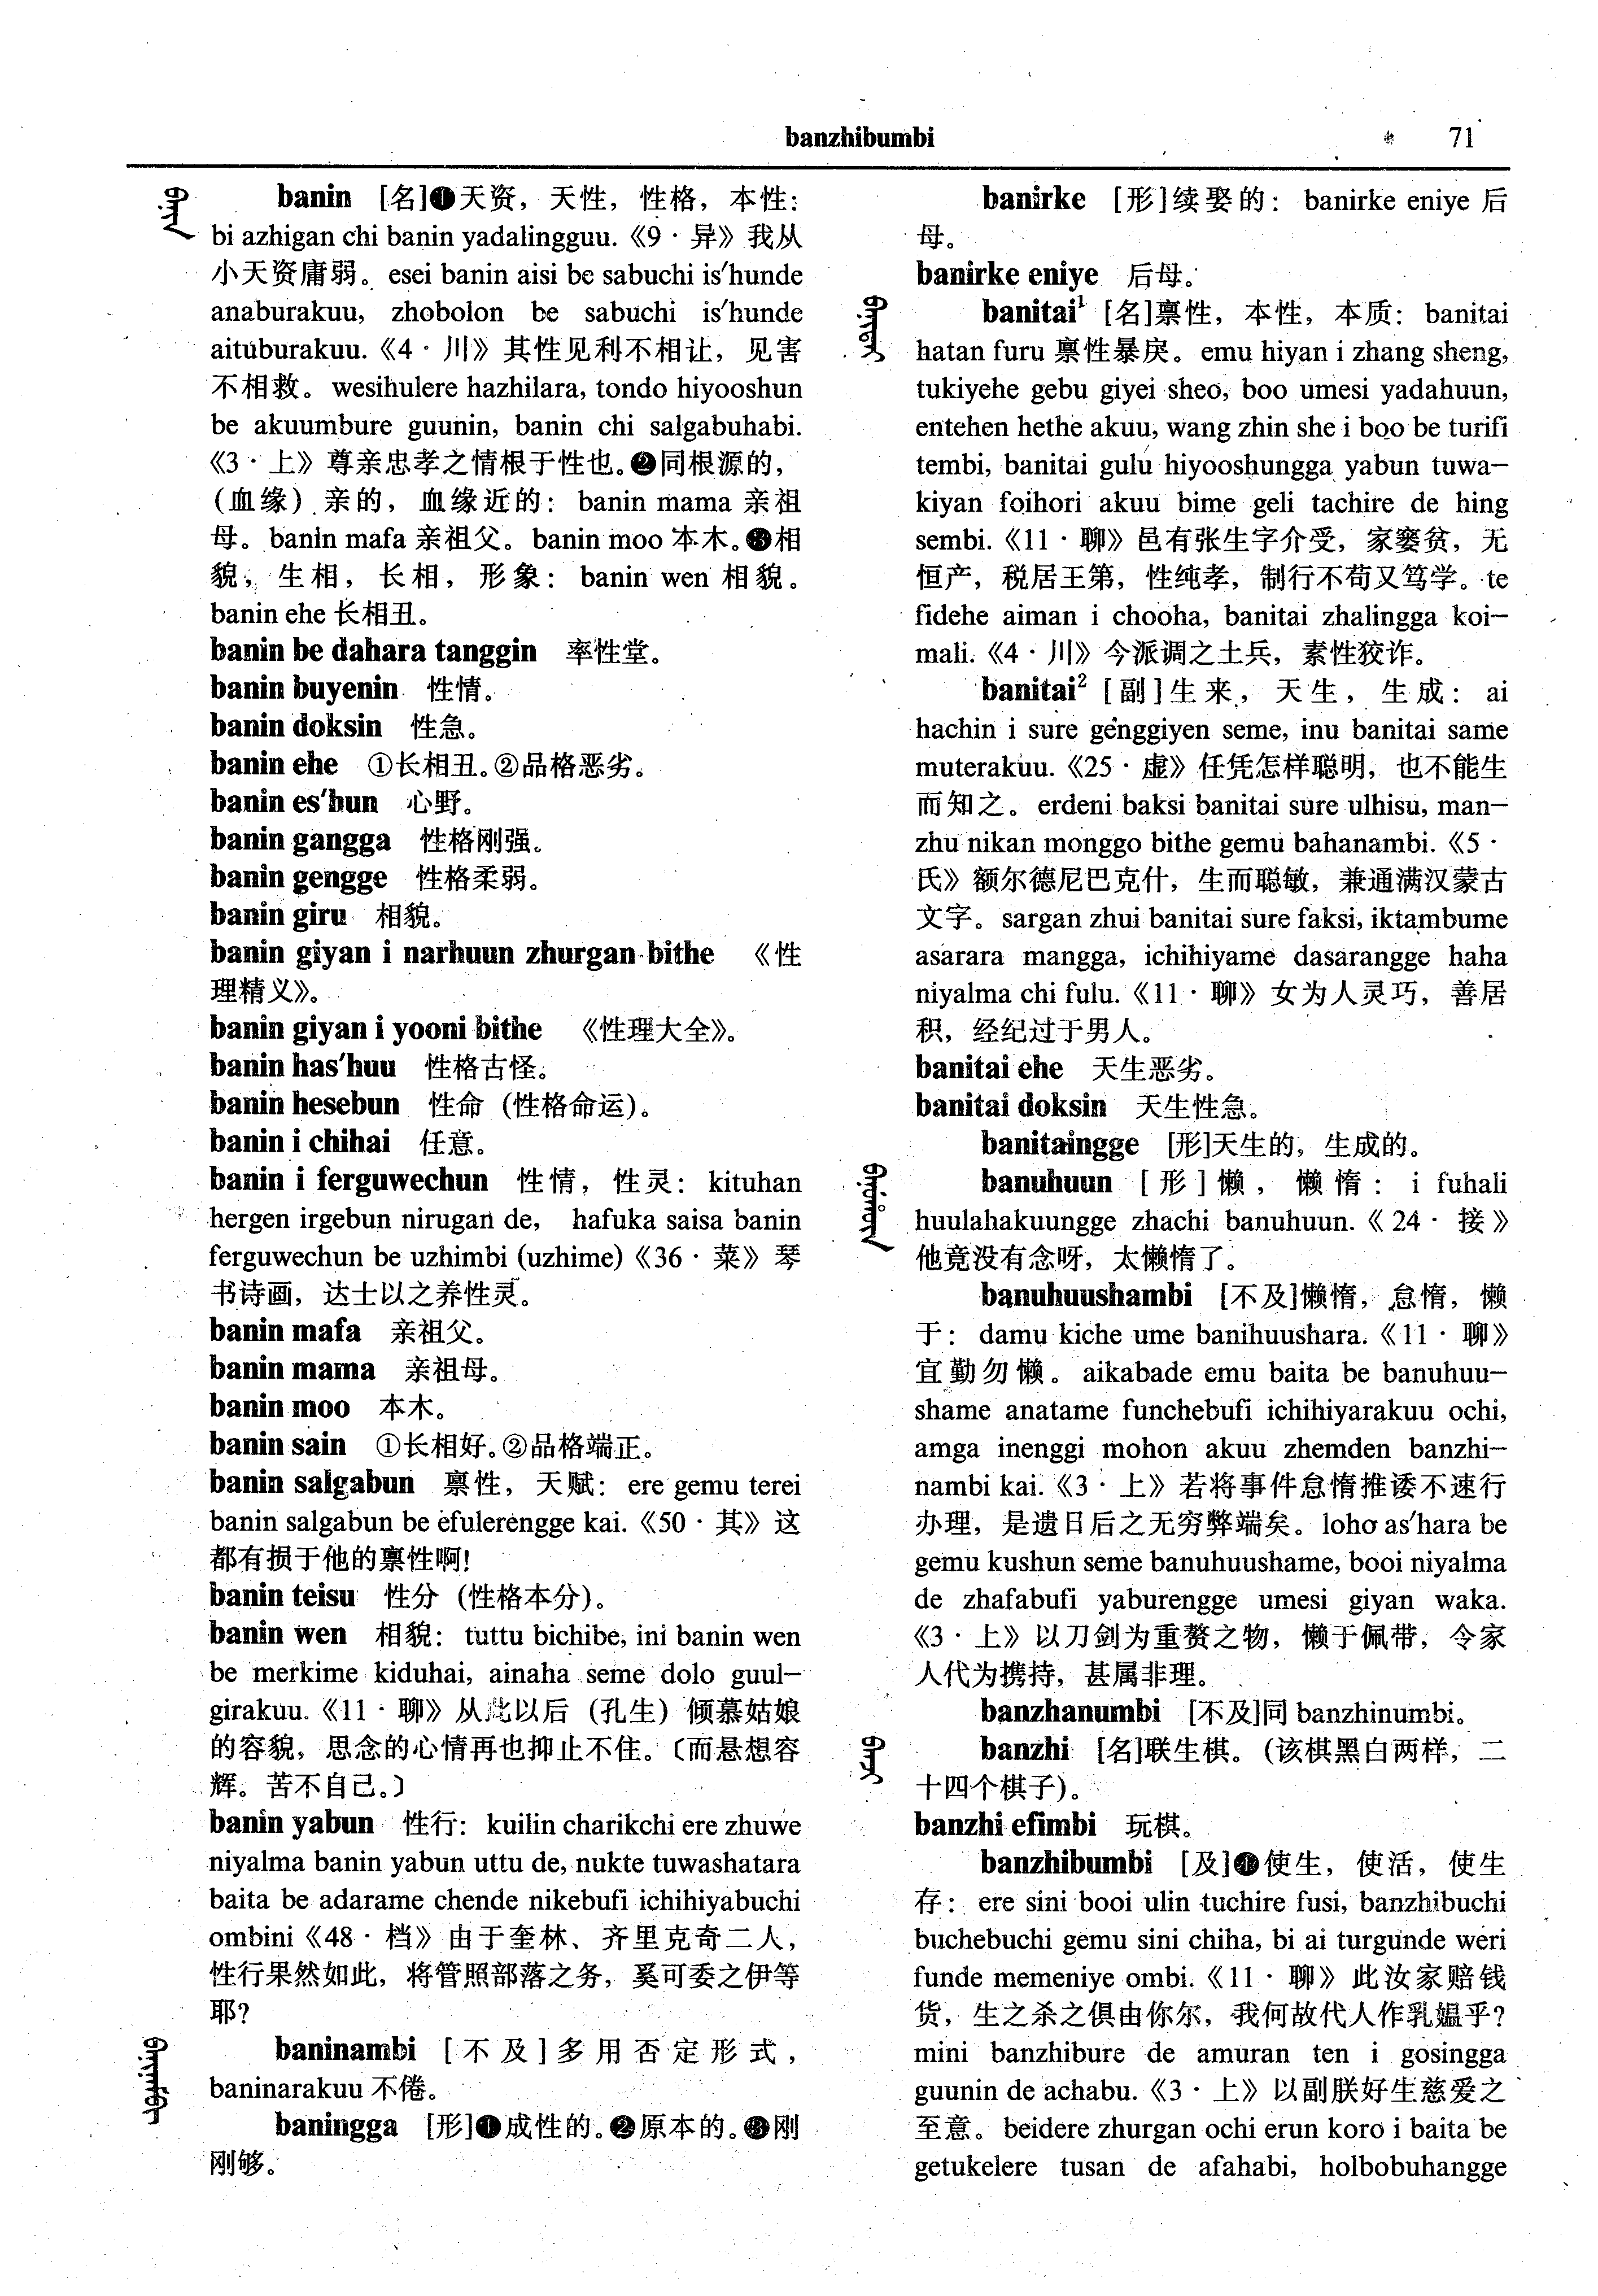 banzhibumbi
71
banin [名]❶天资，天性，性格，本性：
bi azhigan chi banin yadalingguu.《9·异》我从
小天资庸弱。esei banin aisi be sabuchi is'hunde
anaburakuu, zhobolon be sabuchi is'hunde
aituburakuu.《4·川》其性见利不相让，见害
不相救。wesihulere hazhilara, tondo hiyooshun
be akuumbure guunin, banin chi salgabuhabi.
《3·上》尊亲忠孝之情根于性也。❷同根源的，
（血缘）亲的，血缘近的：banin mama 亲祖
母。banin mafa 亲祖父。banin moo 本木。❸相
貌，生相，长相，形象：banin wen 相貌。
banin ehe 长相丑。
banin be dahara tanggin 率性堂。
banin buyenin 性情。
banin doksin 性急。
banin ehe ①长相丑。②品格恶劣。
banin es'hun 心野。
banin gangga 性格刚强。
banin gengge 性格柔弱。
banin giru 相貌。
banin giyan i narhuun zhurgan bithe 《性
理精义》。
banin giyan i yooni bithe 《性理大全》。
banin has'huu 性格古怪。
banin hesebun 性命（性格命运）。
banin i chihai 任意。
banin i ferguwechun 性情，性灵：kituhan
hergen irgebun nirugan de, hafuka saisa banin
ferguwechun be uzhimbi (uzhime)《36·菜》琴
书诗画，达士以之养性灵。
banin mafa 亲祖父。
banin mama 亲祖母。
banin moo 本木。
banin sain ①长相好。②品格端正。
banin salgabun 禀性，天赋：ere gemu terei
banin salgabun be efulerengge kai.《50·其》这
都有损于他的禀性啊！
banin teisu 性分（性格本分）。
banin wen 相貌：tuttu bichibe, ini banin wen
be merkime kiduhai, ainaha seme dolo guul-
girakuu.《11·聊》从此以后（孔生）倾慕姑娘
的容貌，思念的心情再也抑止不住。〔而悬想容
辉。苦不自己。〕
banin yabun 性行：kuilin charikchi ere zhuwe
niyalma banin yabun uttu de, nukte tuwashatara
baita be adarame chende nikebufi ichihiyabuchi
ombini《48·档》由于奎林、齐里克奇二人，
性行果然如此，将管照部落之务，奚可委之伊等
耶？
baninambi [不及]多用否定形式，
baninarakuu 不倦。
baningga [形]❶成性的。❷原本的。❸刚
刚够。
banirke [形]续娶的：banirke eniye 后
母。
banirke eniye 后母。
banitai¹ [名]禀性，本性，本质：banitai
hatan furu 禀性暴戾。emu hiyan i zhang sheng,
tukiyehe gebu giyei sheo, boo umesi yadahuun,
entehen hethe akuu, wang zhin she i boo be turifi
tembi, banitai gulu hiyooshungga yabun tuwa-
kiyan foihori akuu bime geli tachire de hing
sembi.《11·聊》邑有张生字介受，家窭贫，无
恒产，税居王第，性纯孝，制行不苟又笃学。te
fidehe aiman i chooha, banitai zhalingga koi-
mali.《4·川》今派调之土兵，素性狡诈。
banitai² [副]生来，天生，生成：ai
hachin i sure genggiyen seme, inu banitai same
muterakuu.《25·虚》任凭怎样聪明，也不能生
而知之。erdeni baksi banitai sure ulhisu, man-
zhu nikan monggo bithe gemu bahanambi.《5·
氏》额尔德尼巴克什，生而聪敏，兼通满汉蒙古
文字。sargan zhui banitai sure faksi, iktambume
asarara mangga, ichihiyame dasarangge haha
niyalma chi fulu.《11·聊》女为人灵巧，善居
积，经纪过于男人。
banitai ehe 天生恶劣。
banitai doksin 天生性急。
banitaingge [形]天生的，生成的。
banuhuun [形]懒，懒惰：i fuhali
huulahakuungge zhachi banuhuun.《24·接》
他竟没有念呀，太懒惰了。
banuhuushambi [不及]懒惰，怠惰，懒
于：damu kiche ume banihuushara.《11·聊》
宜勤勿懒。aikabade emu baita be banuhuu-
shame anatame funchebufi ichihiyarakuu ochi,
amga inenggi mohon akuu zhemden banzhi-
nambi kai.《3·上》若将事件怠惰推诿不速行
办理，是遗日后之无穷弊端矣。loho as'hara be
gemu kushun seme banuhuushame, booi niyalma
de zhafabufi yaburengge umesi giyan waka.
《3·上》以刀剑为重赘之物，懒于佩带，令家
人代为携持，甚属非理。
banzhanumbi [不及]同 banzhinumbi。
banzhi [名]联生棋。（该棋黑白两样，二
十四个棋子）。
banzhi efimbi 玩棋。
banzhibumbi [及]❶使生，使活，使生
存：ere sini booi ulin tuchire fusi, banzhibuchi
buchebuchi gemu sini chiha, bi ai turgunde weri
funde memeniye ombi.《11·聊》此汝家赔钱
货，生之杀之俱由你尔，我何故代人作乳媪乎？
mini banzhibure de amuran ten i gosingga
guunin de achabu.《3·上》以副朕好生慈爱之
至意。beidere zhurgan ochi erun koro i baita be
getukelere tusan de afahabi, holbobuhangge